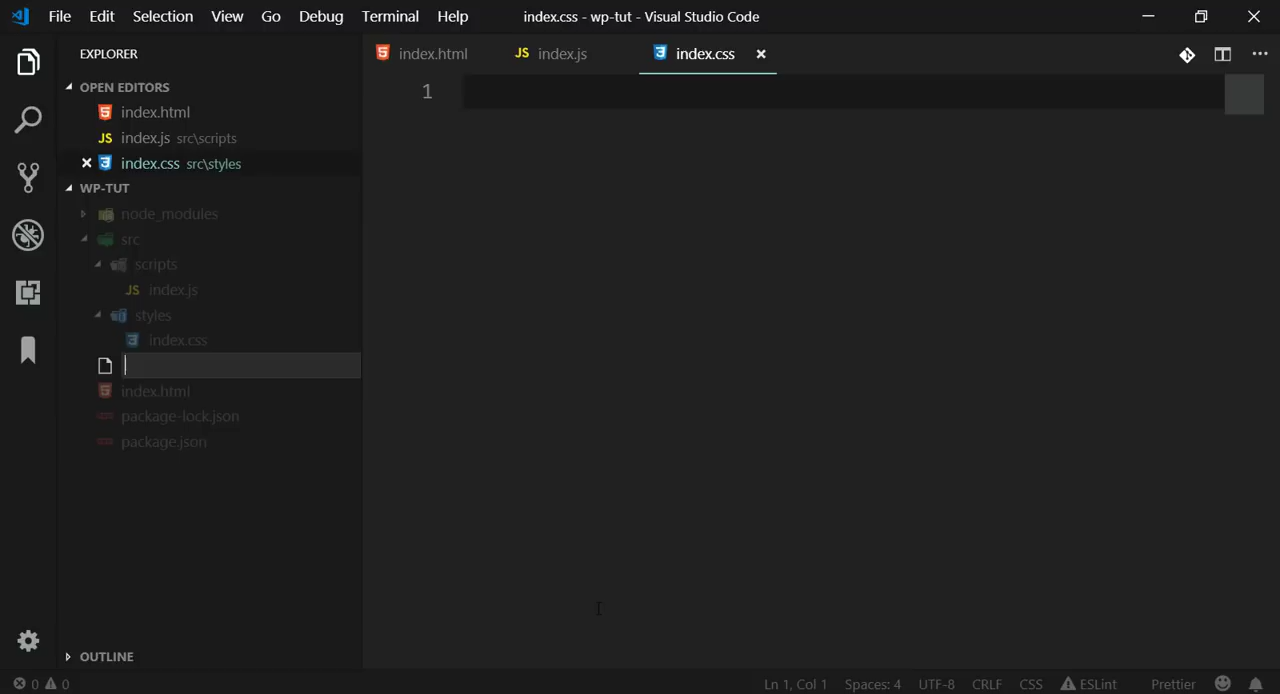 File Edit Selection View Go Debug Terminal Help index.css - wp-tut - Visual Studio Code
EXPLORER
index.html
JS index.js
index.css
OPEN EDITORS
1
index.html
JS index.js src\scripts
index.css src\styles
WP-TUT
node_modules
src
scripts
JS index.js
styles
index.css
index.html
package-lock.json
package.json
OUTLINE
0 0
Ln 1, Col 1 Spaces: 4 UTF-8 CRLF CSS ESLint Prettier